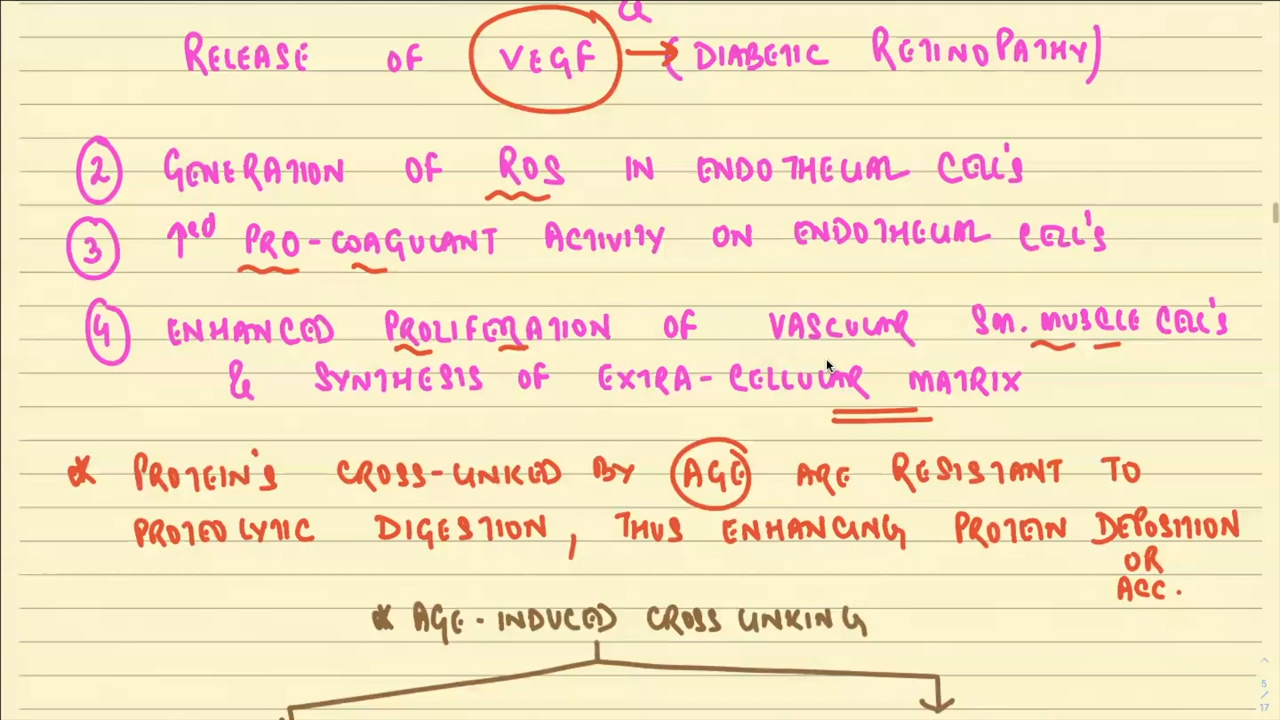 RELEASE OF VEGF → (DIABETIC RETINOPATHY)
2 GENERATION OF ROS IN ENDOTHELIAL CELL'S
3 ↑ed PRO-COAGULANT ACTIVITY ON ENDOTHELIAL CELL'S
4 ENHANCED PROLIFERATION OF VASCULAR SM. MUSCLE CELL'S
& SYNTHESIS OF EXTRA-CELLULAR MATRIX
* PROTEIN'S CROSS-LINKED BY AGE ARE RESISTANT TO
PROTEOLYTIC DIGESTION, THUS ENHANCING PROTEIN DEPOSITION
OR
ACC.
* AGE-INDUCED CROSS LINKING
5
/
17